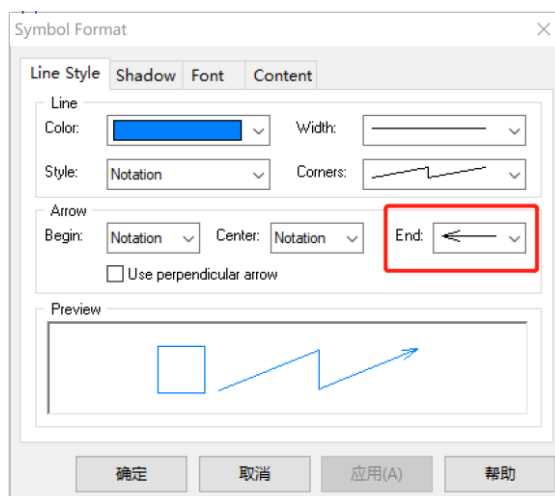 Symbol Format
Line Style Shadow Font Content
Line
Color: Width:
Style: Notation Corners:
Arrow
Begin: Notation Center: Notation End:
Use perpendicular arrow
Preview
确定 取消 应用(A) 帮助